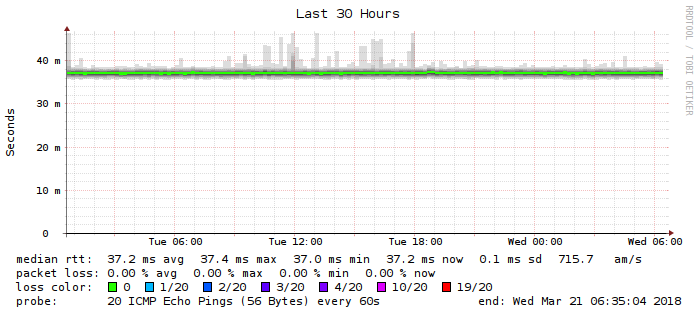 Last 30 Hours
RRDTOOL / TOBI OETIKER
Seconds
40 m
30 m
20 m
10 m
0
Tue 06:00 Tue 12:00 Tue 18:00 Wed 00:00 Wed 06:00
median rtt: 37.2 ms avg 37.4 ms max 37.0 ms min 37.2 ms now 0.1 ms sd 715.7 am/s
packet loss: 0.00 % avg 0.00 % max 0.00 % min 0.00 % now
loss color: 0 1/20 2/20 3/20 4/20 10/20 19/20
probe: 20 ICMP Echo Pings (56 Bytes) every 60s end: Wed Mar 21 06:35:04 2018